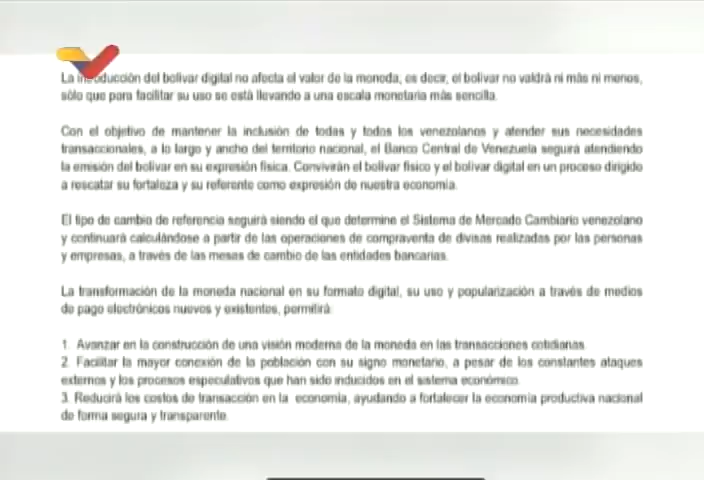 La introducción del bolívar digital no afecta el valor de la moneda, es decir, el bolívar no valdrá ni más ni menos,
sólo que para facilitar su uso se está llevando a una escala monetaria más sencilla.
Con el objetivo de mantener la inclusión de todas y todos los venezolanos y atender sus necesidades
transaccionales, a lo largo y ancho del territorio nacional, el Banco Central de Venezuela seguirá atendiendo
la emisión del bolívar en su expresión física. Convivirán el bolívar físico y el bolívar digital en un proceso dirigido
a rescatar su fortaleza y su referente como expresión de nuestra economía.
El tipo de cambio de referencia seguirá siendo el que determine el Sistema de Mercado Cambiario venezolano
y continuará calculándose a partir de las operaciones de compraventa de divisas realizadas por las personas
y empresas, a través de las mesas de cambio de las entidades bancarias.
La transformación de la moneda nacional en su formato digital, su uso y popularización a través de medios
de pago electrónicos nuevos y existentes, permitirá:
1. Avanzar en la construcción de una visión moderna de la moneda en las transacciones cotidianas.
2. Facilitar la mayor conexión de la población con su signo monetario, a pesar de los constantes ataques
externos y los procesos especulativos que han sido inducidos en el sistema económico.
3. Reducirá los costos de transacción en la economía, ayudando a fortalecer la economía productiva nacional
de forma segura y transparente.